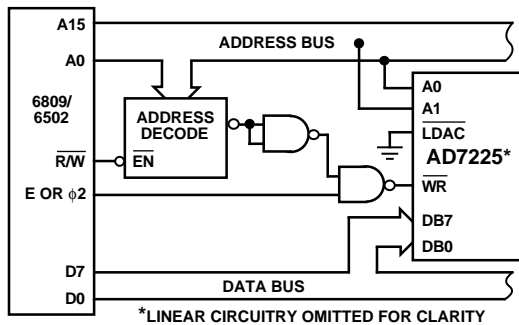 A15
ADDRESS BUS
A0
6809/
6502
ADDRESS
DECODE
R/W
EN
E OR ϕ2
A0
A1
LDAC
AD7225*
WR
DB7
DB0
D7
D0
DATA BUS
*LINEAR CIRCUITRY OMITTED FOR CLARITY